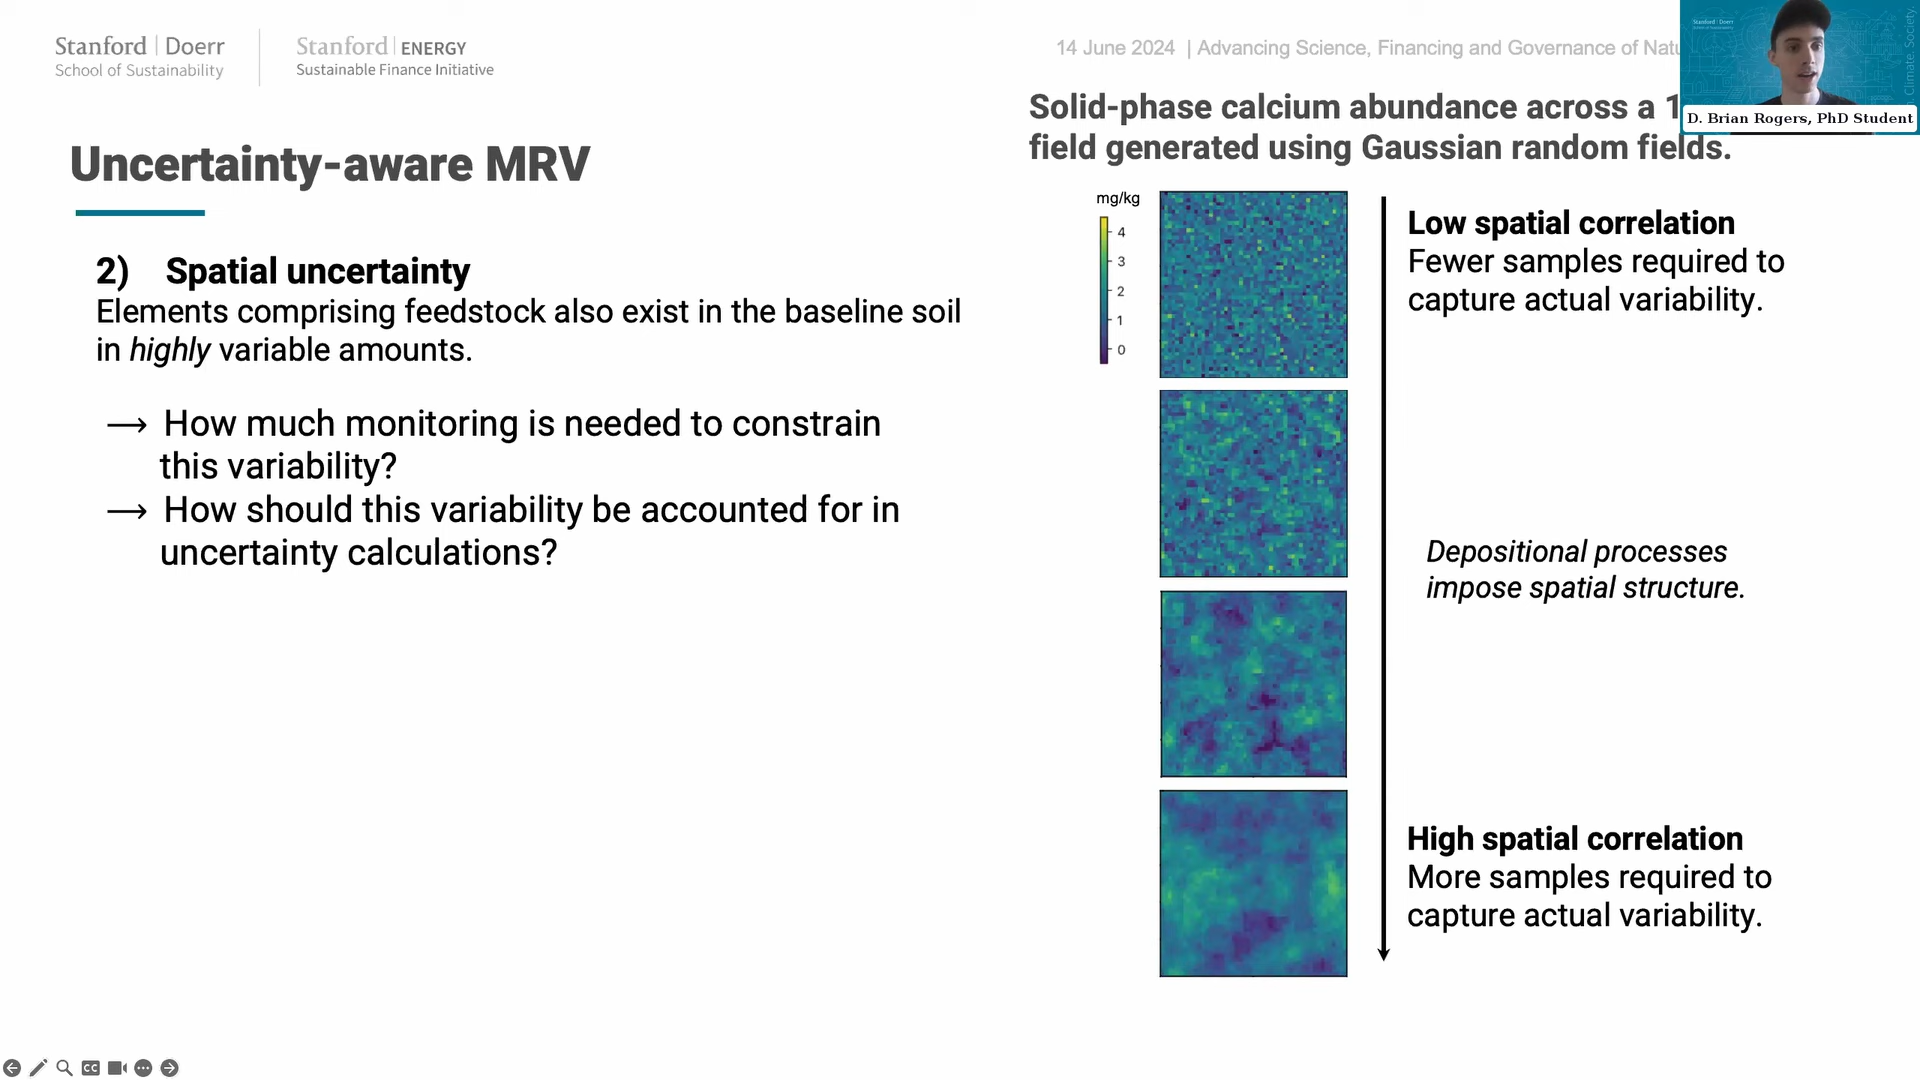 Stanford | Doerr
School of Sustainability
Stanford | ENERGY
Sustainable Finance Initiative
14 June 2024 | Advancing Science, Financing and Governance of
D. Brian Rogers, PhD Student
Uncertainty-aware MRV
2) Spatial uncertainty
Elements comprising feedstock also exist in the baseline soil
in highly variable amounts.
⟶ How much monitoring is needed to constrain
this variability?
⟶ How should this variability be accounted for in
uncertainty calculations?
Solid-phase calcium abundance across a
field generated using Gaussian random fields.
mg/kg
4
3
2
1
0
Low spatial correlation
Fewer samples required to
capture actual variability.
Depositional processes
impose spatial structure.
High spatial correlation
More samples required to
capture actual variability.
CC